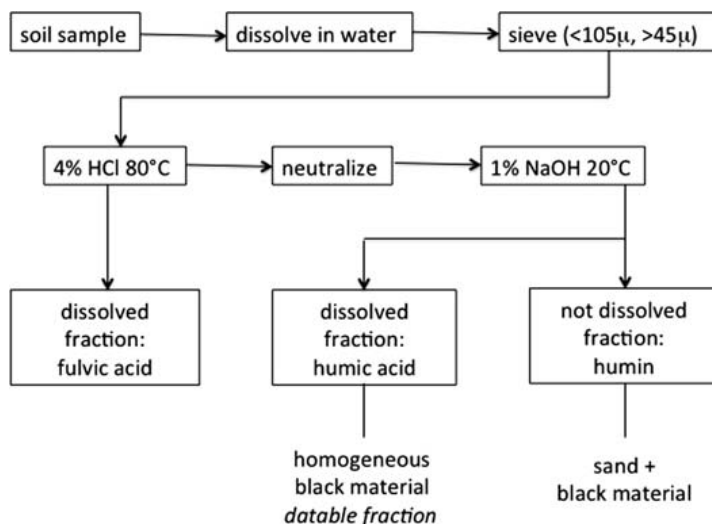 soil sample
dissolve in water
sieve (<105μ, >45μ)
4% HCl 80°C
neutralize
1% NaOH 20°C
dissolved
fraction:
fulvic acid
dissolved
fraction:
humic acid
not dissolved
fraction:
humin
homogeneous
black material
datable fraction
sand +
black material